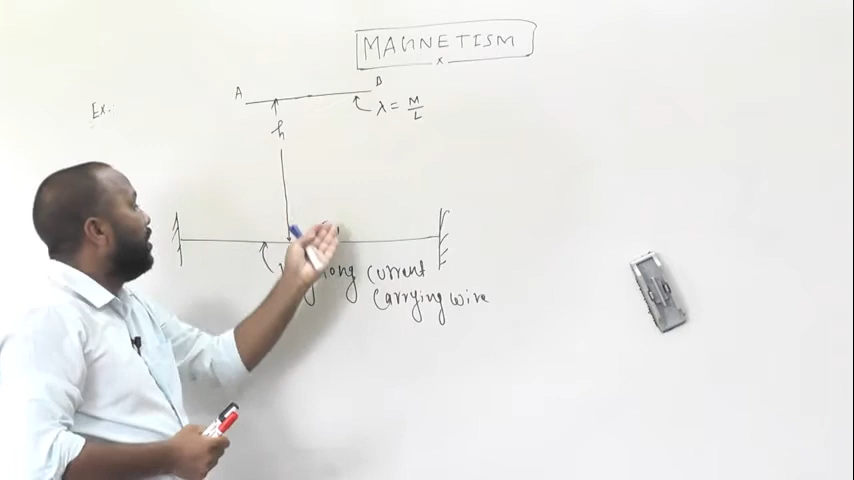 MAGNETISM
x
Ex.:
A
B
λ = M/L
h
long current
Carrying wire